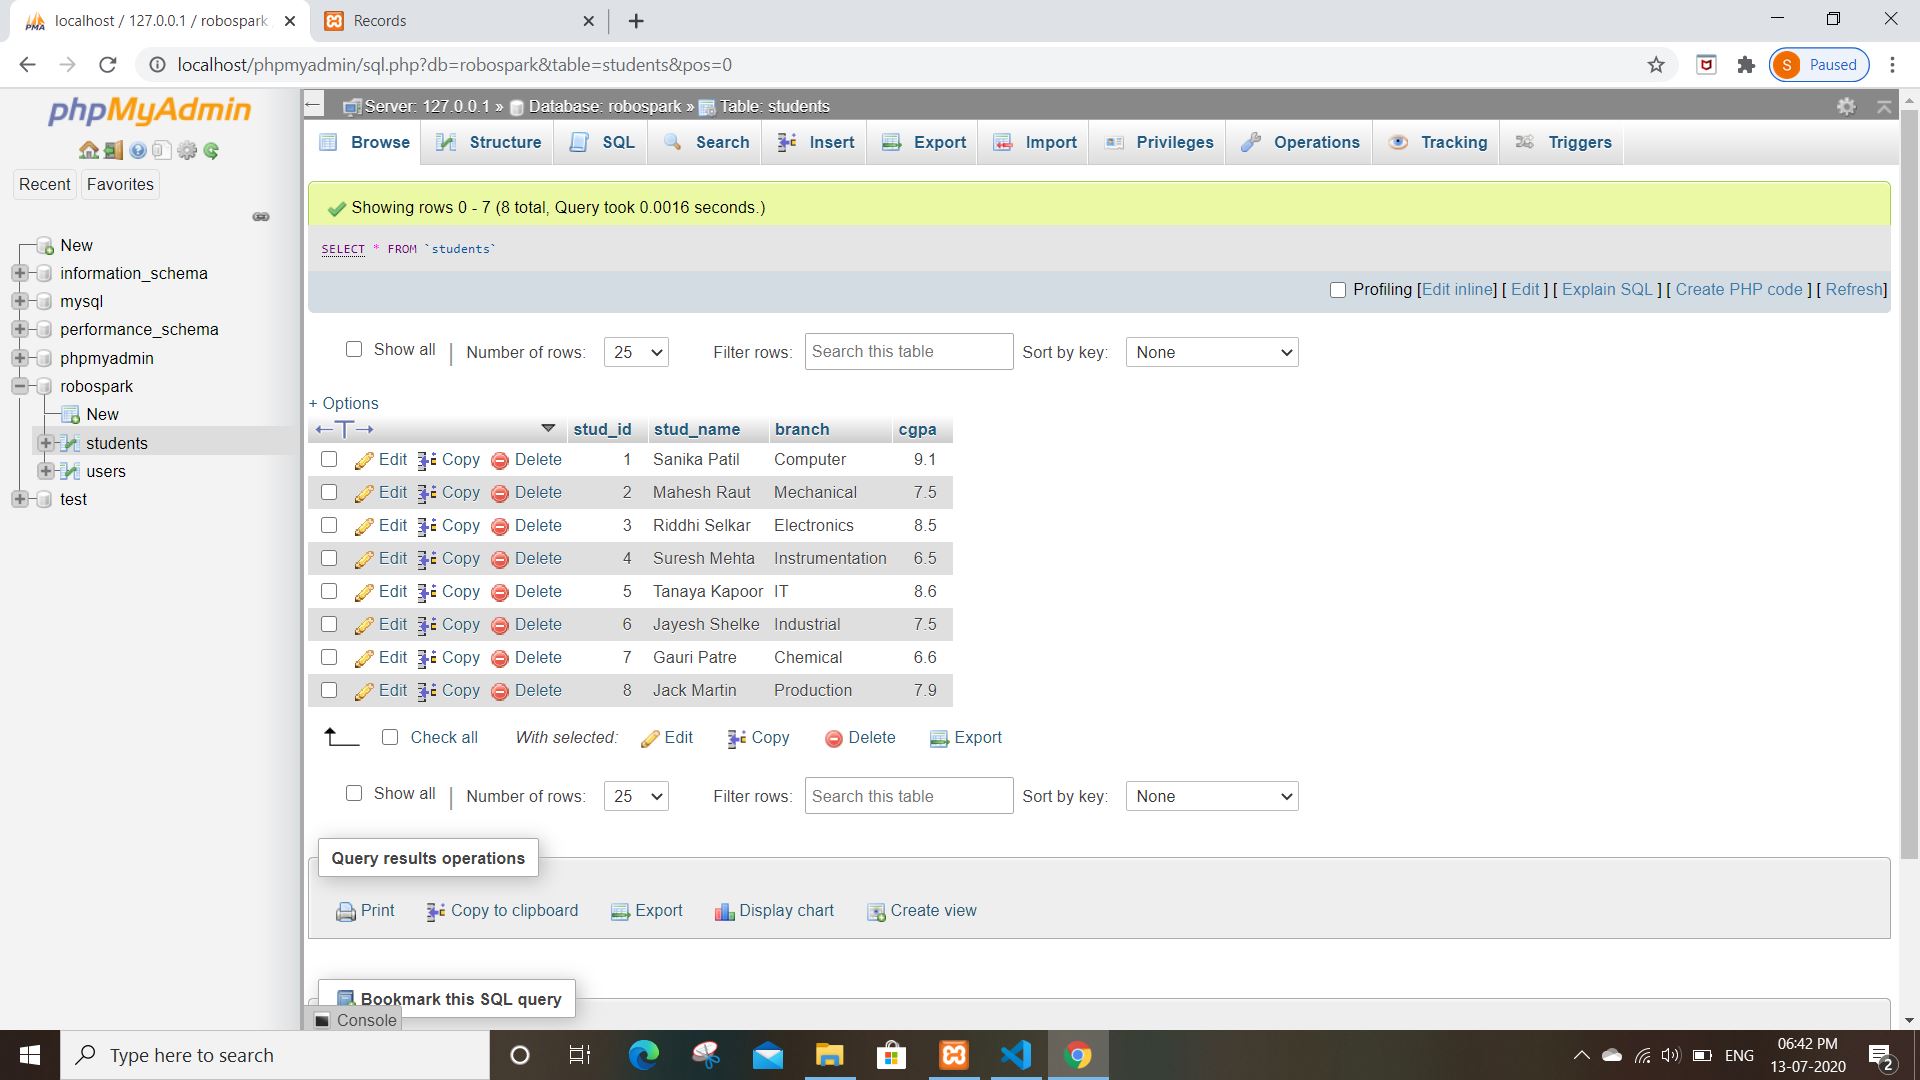 localhost / 127.0.0.1 / robospark
Records
localhost/phpmyadmin/sql.php?db=robospark&table=students&pos=0
S Paused
phpMyAdmin
Recent Favorites
New
information_schema
mysql
performance_schema
phpmyadmin
robospark
New
students
users
test
Server: 127.0.0.1 » Database: robospark » Table: students
Browse Structure SQL Search Insert Export Import Privileges Operations Tracking Triggers
Showing rows 0 - 7 (8 total, Query took 0.0016 seconds.)
SELECT * FROM `students`
Profiling [Edit inline] [ Edit ] [ Explain SQL ] [ Create PHP code ] [ Refresh]
Show all | Number of rows: 25 Filter rows: Search this table Sort by key: None
+ Options
←T→ stud_id stud_name branch cgpa
Edit Copy Delete 1 Sanika Patil Computer 9.1
Edit Copy Delete 2 Mahesh Raut Mechanical 7.5
Edit Copy Delete 3 Riddhi Selkar Electronics 8.5
Edit Copy Delete 4 Suresh Mehta Instrumentation 6.5
Edit Copy Delete 5 Tanaya Kapoor IT 8.6
Edit Copy Delete 6 Jayesh Shelke Industrial 7.5
Edit Copy Delete 7 Gauri Patre Chemical 6.6
Edit Copy Delete 8 Jack Martin Production 7.9
Check all With selected: Edit Copy Delete Export
Show all | Number of rows: 25 Filter rows: Search this table Sort by key: None
Query results operations
Print Copy to clipboard Export Display chart Create view
Bookmark this SQL query
Console
Type here to search
ENG
06:42 PM
13-07-2020
2